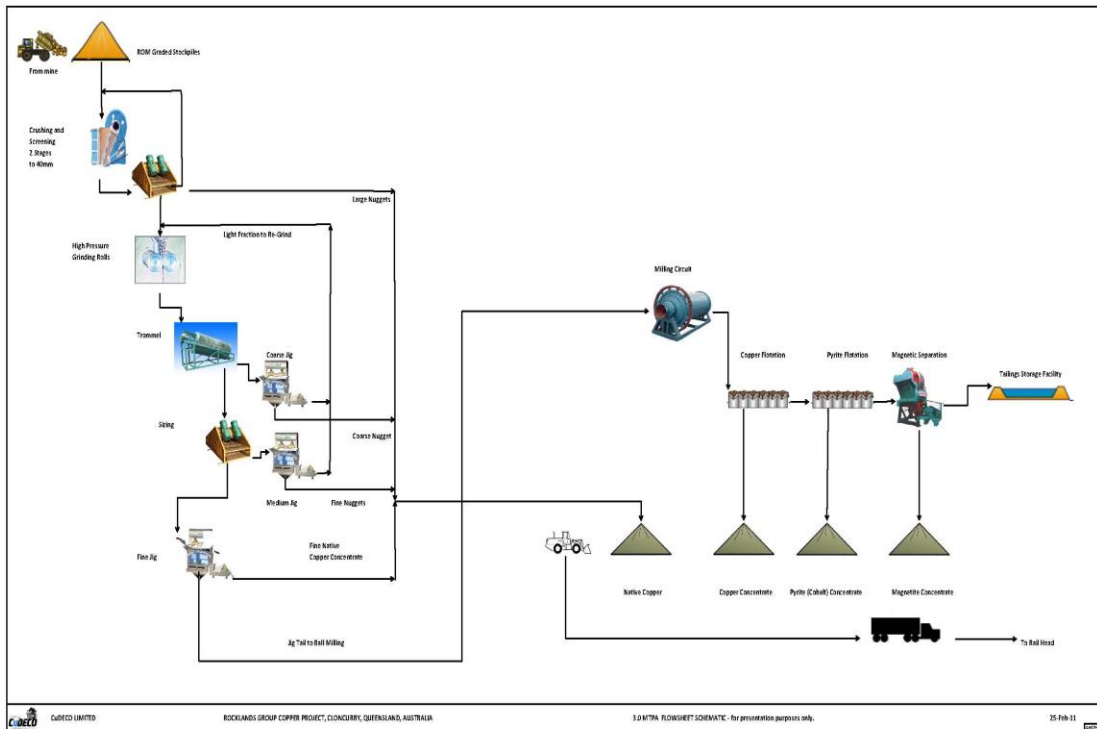 ROM Graded Stockpiles
From mine
Crushing and
Screening
2 Stages
to 40mm
Large Nuggets
Light Fraction to Re-Grind
High Pressure
Grinding Rolls
Milling Circuit
Trommel
Coarse Jig
Copper Flotation
Pyrite Flotation
Magnetic Separation
Tailings Storage Facility
Sizing
Coarse Nugget
Medium Jig
Fine Nuggets
Fine Jig
Fine Native
Copper Concentrate
Native Copper
Copper Concentrate
Pyrite (Cobalt) Concentrate
Magnetite Concentrate
Jig Tail to Ball Milling
To Rail Head
CuDECO
CuDECO LIMITED
ROCKLANDS GROUP COPPER PROJECT, CLONCURRY, QUEENSLAND, AUSTRALIA
3.0 MTPA FLOWSHEET SCHEMATIC - for presentation purposes only.
25-Feb-11